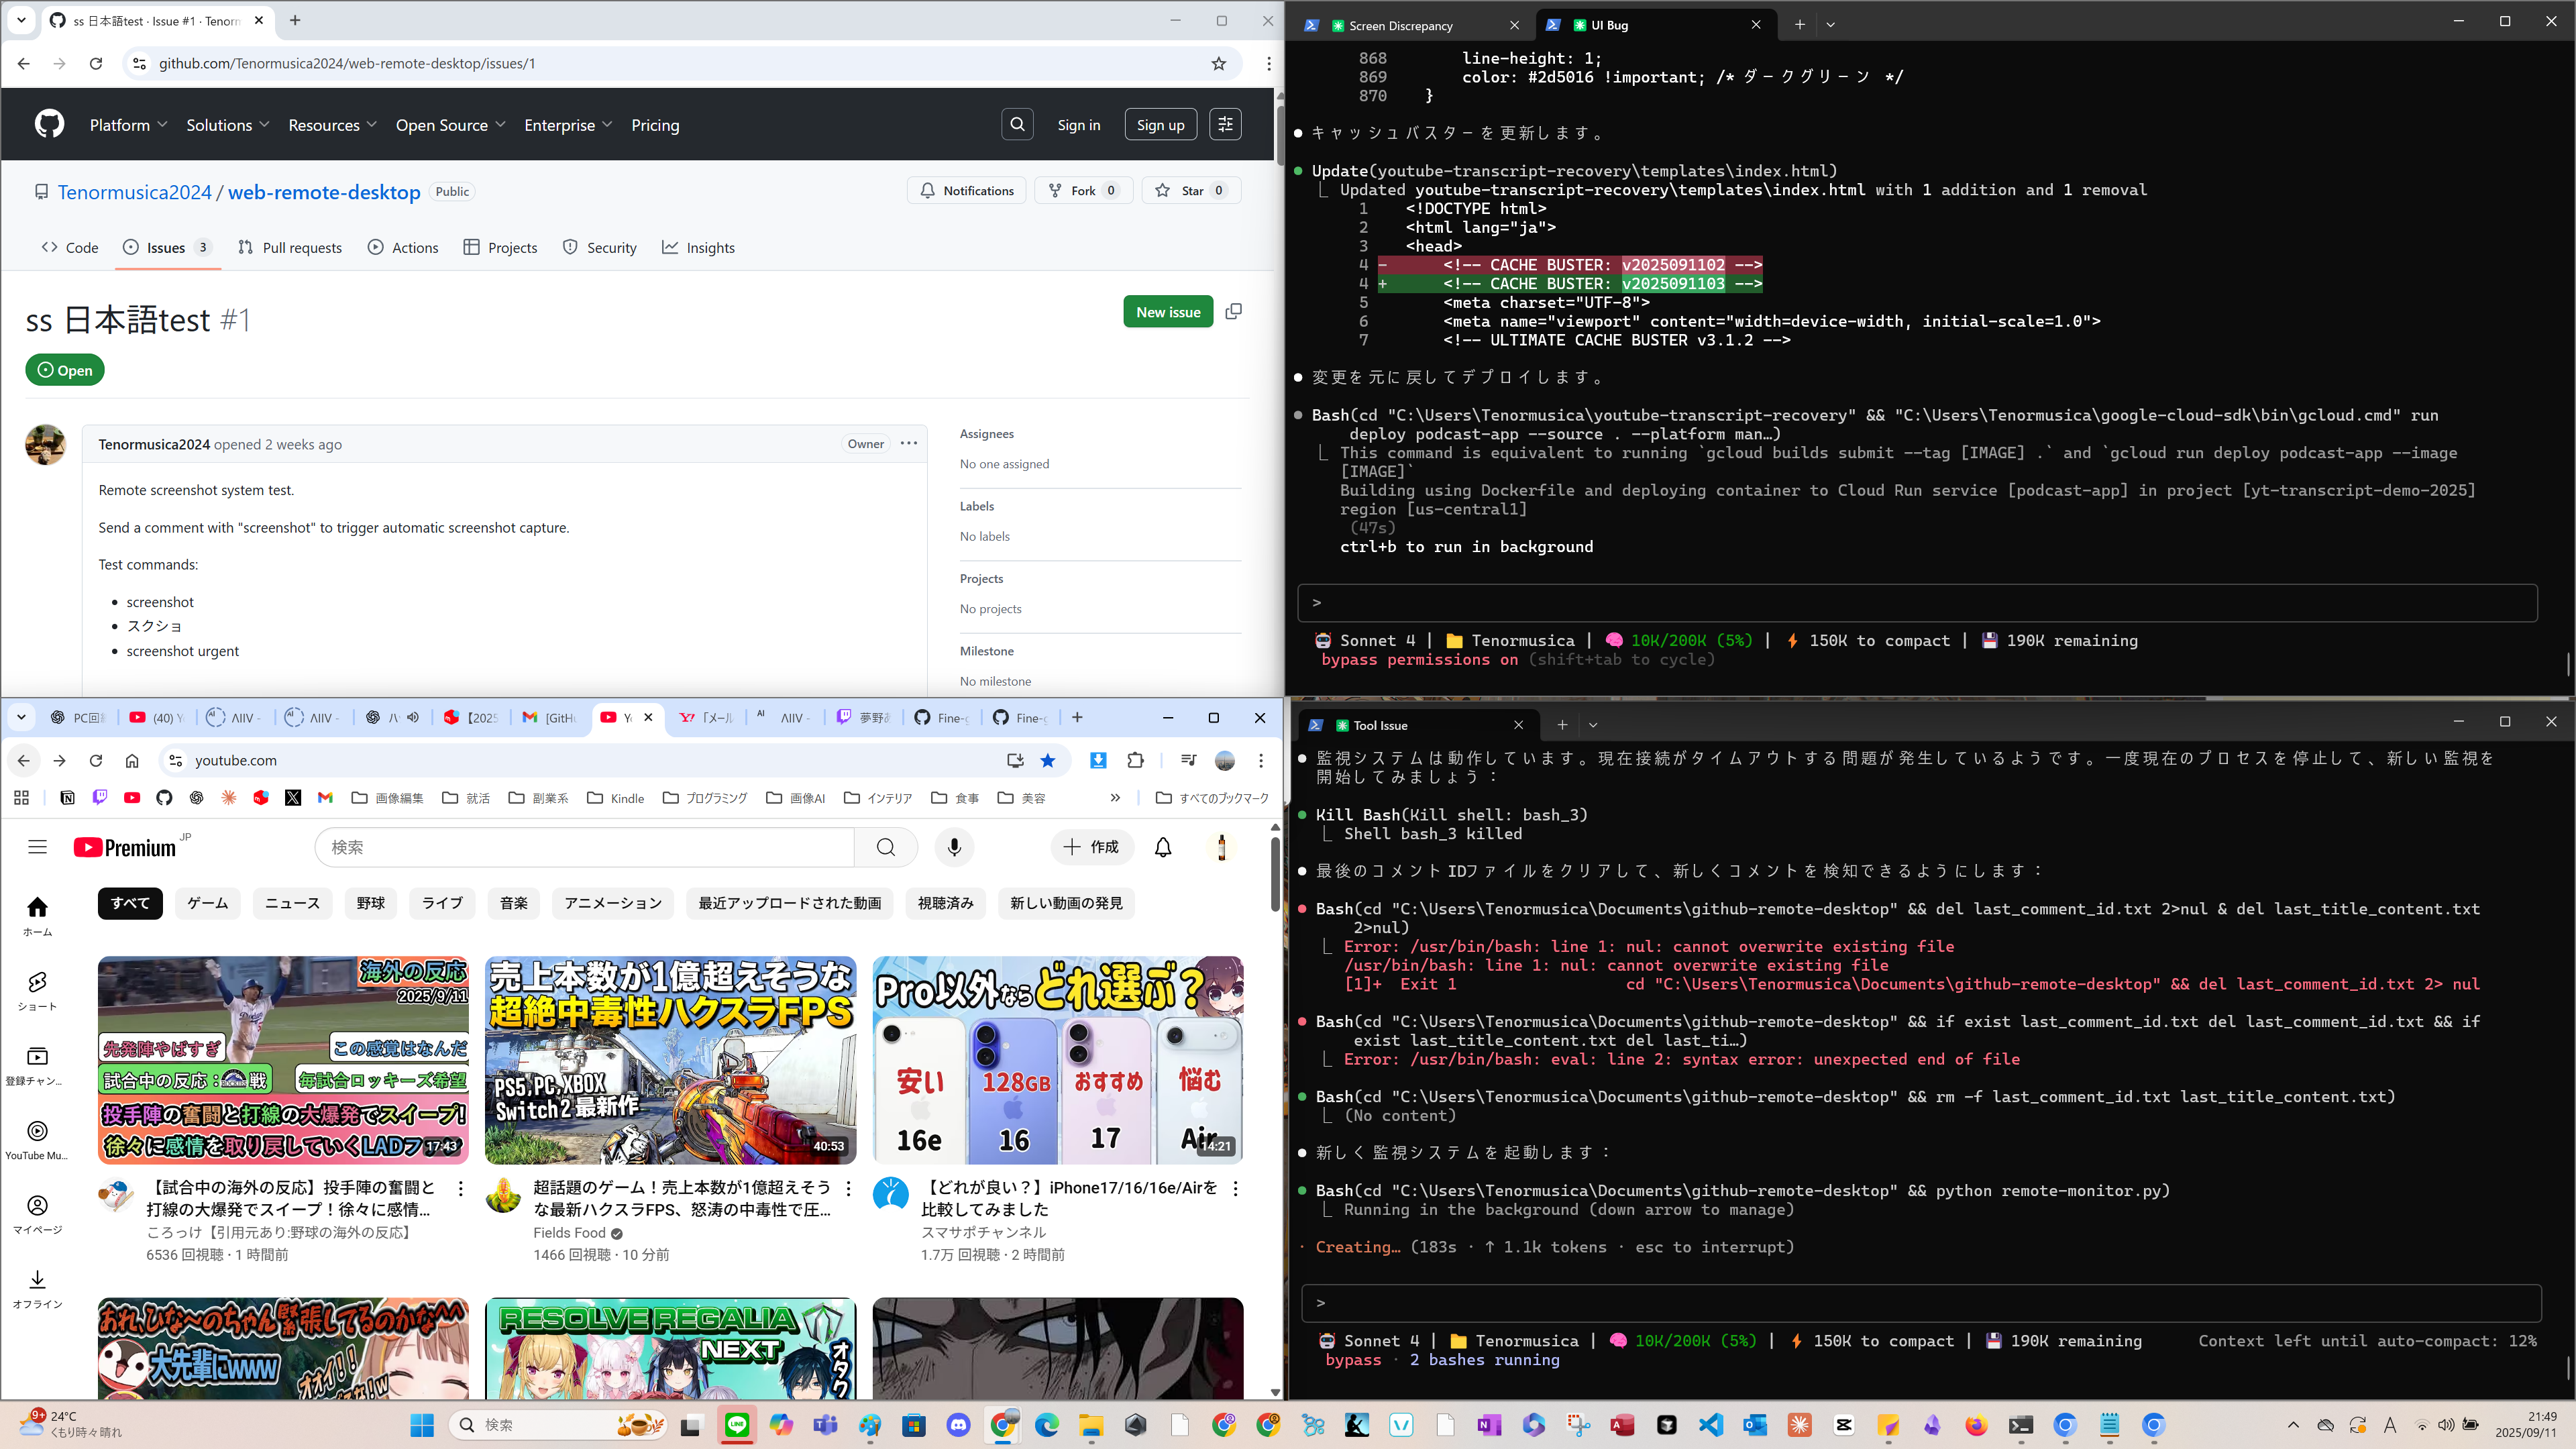 ss 日本語test · Issue #1 · Tenorm
github.com/Tenormusica2024/web-remote-desktop/issues/1
Platform Solutions Resources Open Source Enterprise Pricing Sign in Sign up
Tenormusica2024 / web-remote-desktop Public
Notifications Fork 0 Star 0
Code Issues 3 Pull requests Actions Projects Security Insights
ss 日本語test #1
New issue
Open
Tenormusica2024 opened 2 weeks ago Owner
Remote screenshot system test.
Send a comment with "screenshot" to trigger automatic screenshot capture.
Test commands:
screenshot
スクショ
screenshot urgent
Assignees
No one assigned
Labels
No labels
Projects
No projects
Milestone
No milestone
Screen Discrepancy UI Bug
868 line-height: 1;
869 color: #2d5016 !important; /* ダークグリーン */
870 }
キャッシュバスターを更新します。
Update(youtube-transcript-recovery\templates\index.html)
Updated youtube-transcript-recovery\templates\index.html with 1 addition and 1 removal
1 <!DOCTYPE html>
2 <html lang="ja">
3 <head>
4 - <!-- CACHE BUSTER: v2025091102 -->
4 + <!-- CACHE BUSTER: v2025091103 -->
5 <meta charset="UTF-8">
6 <meta name="viewport" content="width=device-width, initial-scale=1.0">
7 <!-- ULTIMATE CACHE BUSTER v3.1.2 -->
変更を元に戻してデプロイします。
Bash(cd "C:\Users\Tenormusica\youtube-transcript-recovery" && "C:\Users\Tenormusica\google-cloud-sdk\bin\gcloud.cmd" run
deploy podcast-app --source . --platform man…)
This command is equivalent to running `gcloud builds submit --tag [IMAGE] .` and `gcloud run deploy podcast-app --image
[IMAGE]`
Building using Dockerfile and deploying container to Cloud Run service [podcast-app] in project [yt-transcript-demo-2025]
region [us-central1]
(47s)
ctrl+b to run in background
>
Sonnet 4 | Tenormusica | 10K/200K (5%) | 150K to compact | 190K remaining
bypass permissions on (shift+tab to cycle)
PC回 (40) Y AIIV - AIIV - 【2025 [GitH Y 「メール AIIV - 夢野あ Fine-g Fine-g
youtube.com
画像編集 就活 副業系 Kindle プログラミング 画像AI インテリア 食事 美容 » すべてのブックマーク
Premium JP
検索
作成
すべて ゲーム ニュース 野球 ライブ 音楽 アニメーション 最近アップロードされた動画 視聴済み 新しい動画の発見
ホーム
ショート
登録チャン...
YouTube Mu...
マイページ
オフライン
海外の反応
2025/9/11
先発陣やばすぎ この感覚はなんだ
試合中の反応：ROCKIES戦 毎試合ロッキーズ希望
投手陣の奮闘と打線の大爆発でスイープ!
徐々に感情を取り戻していくLADフ
17:43
【試合中の海外の反応】投手陣の奮闘と
打線の大爆発でスイープ！徐々に感情...
ころっけ【引用元あり:野球の海外の反応】
6536 回視聴 · 1 時間前
売上本数が1億超えそうな
超絶中毒性ハクスラFPS
PS5,PC,XBOX
Switch2 最新作
40:53
超話題のゲーム！売上本数が1億超えそう
な最新ハクスラFPS、怒涛の中毒性で圧...
Fields Food
1466 回視聴 · 10 分前
Pro以外ならどれ選ぶ?
安い 128GB おすすめ 悩む
16e 16 17 Air
14:21
【どれが良い？】iPhone17/16/16e/Airを
比較してみました
スマサポチャンネル
1.7万 回視聴 · 2 時間前
あれ、ひな～のちゃん緊張してるのかなへへ
大先輩にwww
オオイ!!
RESOLVE REGALIA
NEXT
オタク
Tool Issue
監視システムは動作しています。現在接続がタイムアウトする問題が発生しているようです。一度現在のプロセスを停止して、新しい監視を
開始してみましょう：
Kill Bash(Kill shell: bash_3)
Shell bash_3 killed
最後のコメントIDファイルをクリアして、新しくコメントを検知できるようにします：
Bash(cd "C:\Users\Tenormusica\Documents\github-remote-desktop" && del last_comment_id.txt 2>nul & del last_title_content.txt
2>nul)
Error: /usr/bin/bash: line 1: nul: cannot overwrite existing file
/usr/bin/bash: line 1: nul: cannot overwrite existing file
[1]+ Exit 1 cd "C:\Users\Tenormusica\Documents\github-remote-desktop" && del last_comment_id.txt 2> nul
Bash(cd "C:\Users\Tenormusica\Documents\github-remote-desktop" && if exist last_comment_id.txt del last_comment_id.txt && if
exist last_title_content.txt del last_ti…)
Error: /usr/bin/bash: eval: line 2: syntax error: unexpected end of file
Bash(cd "C:\Users\Tenormusica\Documents\github-remote-desktop" && rm -f last_comment_id.txt last_title_content.txt)
(No content)
新しく監視システムを起動します：
Bash(cd "C:\Users\Tenormusica\Documents\github-remote-desktop" && python remote-monitor.py)
Running in the background (down arrow to manage)
Creating… (183s · ↑ 1.1k tokens · esc to interrupt)
>
Sonnet 4 | Tenormusica | 10K/200K (5%) | 150K to compact | 190K remaining Context left until auto-compact: 12%
bypass · 2 bashes running
9+ 24°C
くもり時々晴れ
検索
A
21:49
2025/09/11